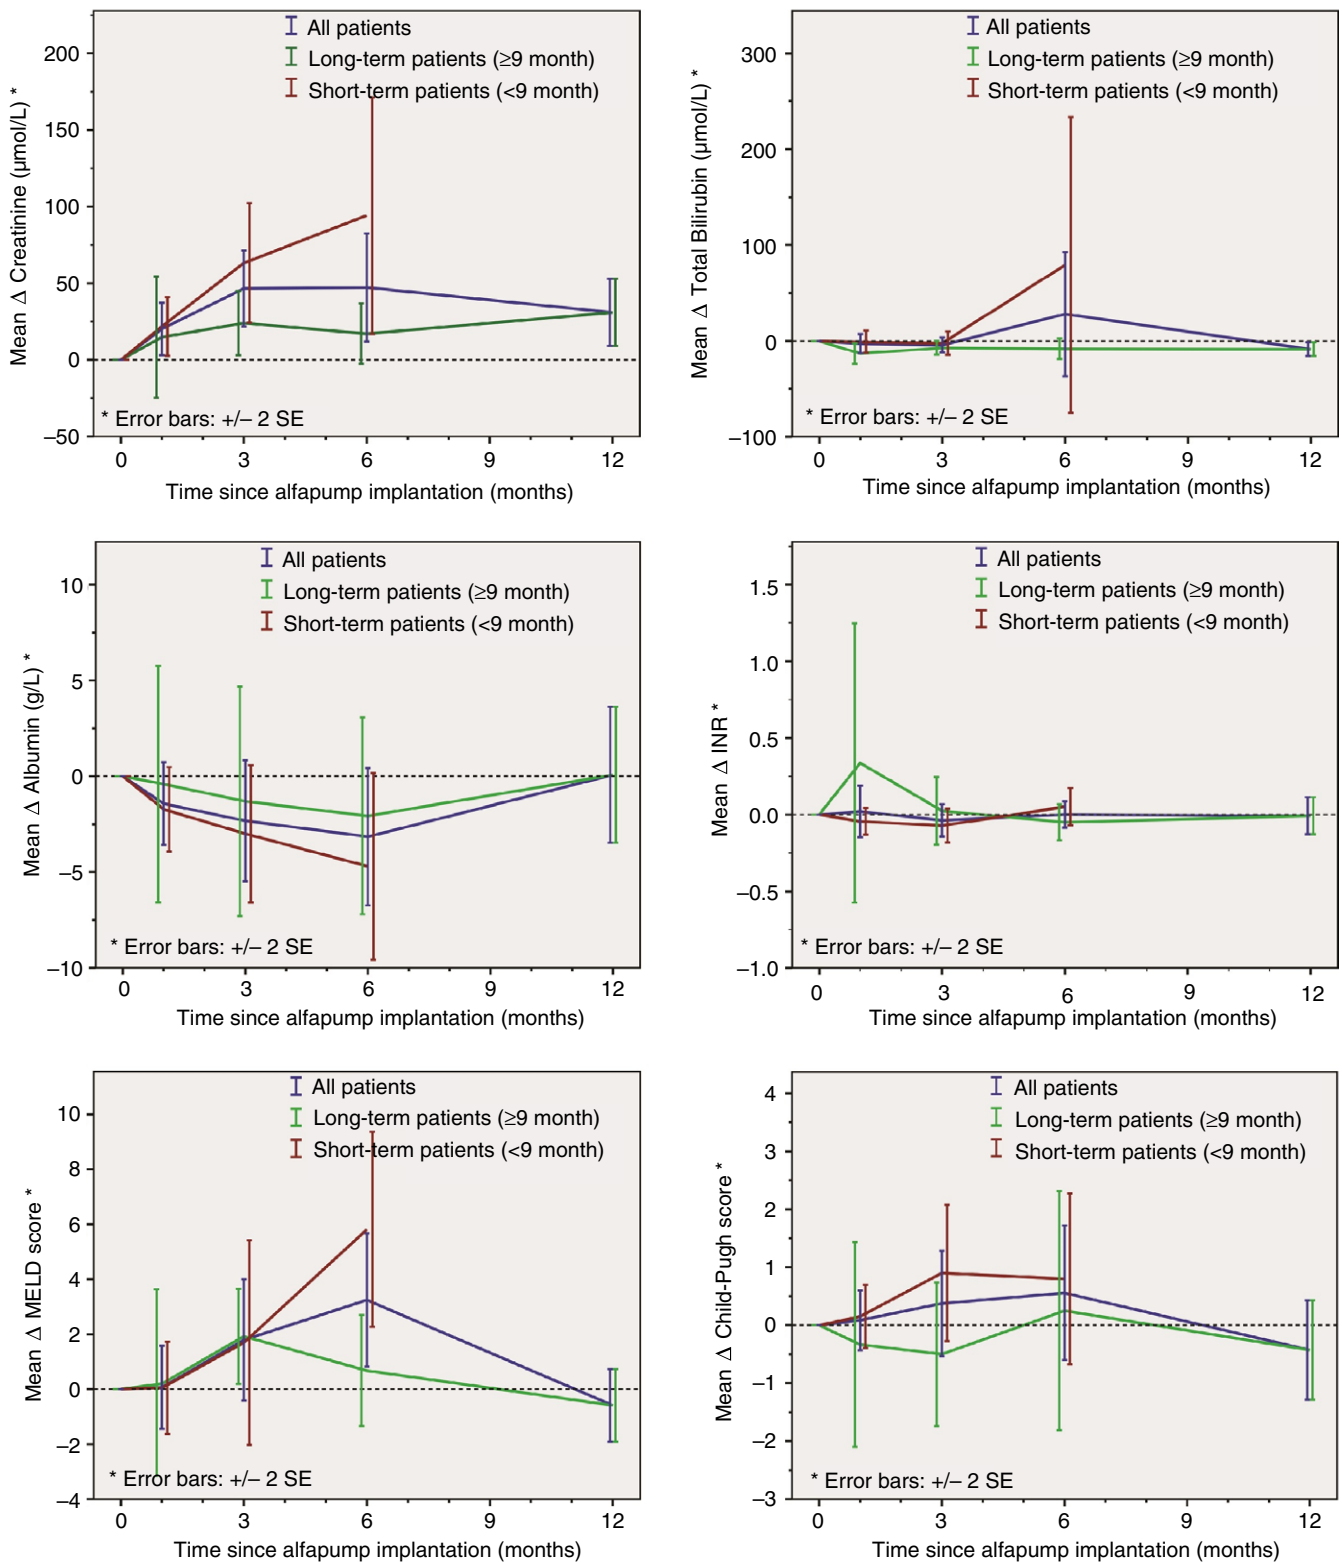 All patients
Long-term patients (≥9 month)
Short-term patients (<9 month)
200
150
100
50
0
–50
Mean Δ Creatinine (µmol/L) *
* Error bars: +/– 2 SE
0 3 6 9 12
Time since alfapump implantation (months)
All patients
Long-term patients (≥9 month)
Short-term patients (<9 month)
300
200
100
0
–100
Mean Δ Total Bilirubin (µmol/L) *
* Error bars: +/– 2 SE
0 3 6 9 12
Time since alfapump implantation (months)
All patients
Long-term patients (≥9 month)
Short-term patients (<9 month)
10
5
0
–5
–10
Mean Δ Albumin (g/L) *
* Error bars: +/– 2 SE
0 3 6 9 12
Time since alfapump implantation (months)
All patients
Long-term patients (≥9 month)
Short-term patients (<9 month)
1.5
1.0
0.5
0.0
–0.5
–1.0
Mean Δ INR *
* Error bars: +/– 2 SE
0 3 6 9 12
Time since alfapump implantation (months)
All patients
Long-term patients (≥9 month)
Short-term patients (<9 month)
10
8
6
4
2
0
–2
–4
Mean Δ MELD score *
* Error bars: +/– 2 SE
0 3 6 9 12
Time since alfapump implantation (months)
All patients
Long-term patients (≥9 month)
Short-term patients (<9 month)
4
3
2
1
0
–1
–2
–3
Mean Δ Child-Pugh score *
* Error bars: +/– 2 SE
0 3 6 9 12
Time since alfapump implantation (months)